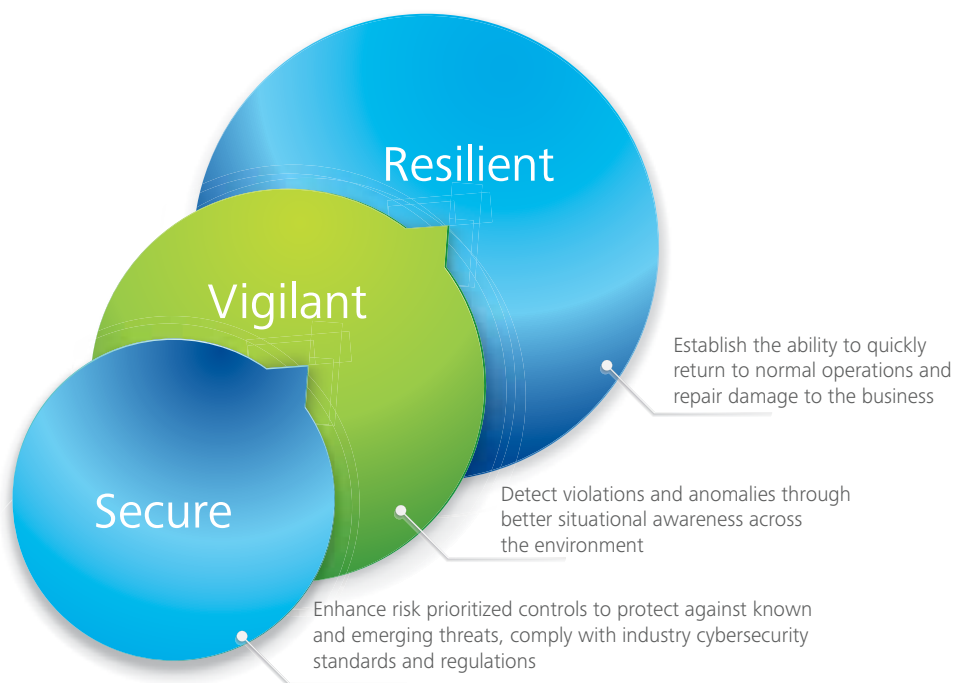 Resilient
Vigilant
Secure
Establish the ability to quickly
return to normal operations and
repair damage to the business
Detect violations and anomalies through
better situational awareness across
the environment
Enhance risk prioritized controls to protect against known
and emerging threats, comply with industry cybersecurity
standards and regulations